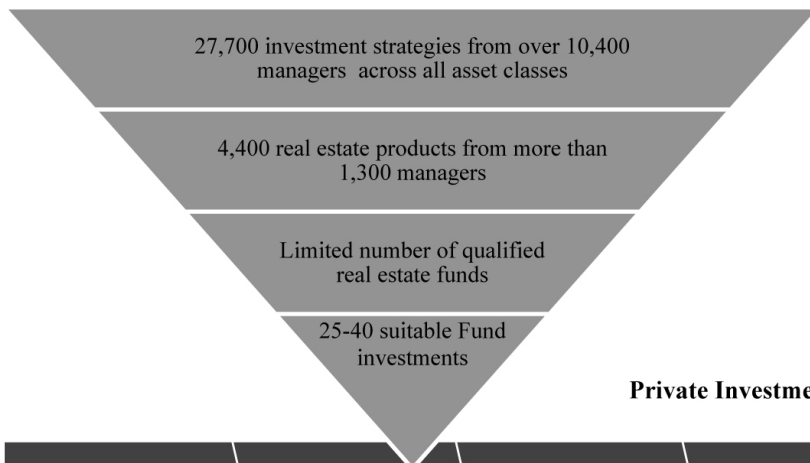 27,700 investment strategies from over 10,400
managers across all asset classes
4,400 real estate products from more than
1,300 managers
Limited number of qualified
real estate funds
25-40 suitable Fund
investments
Private